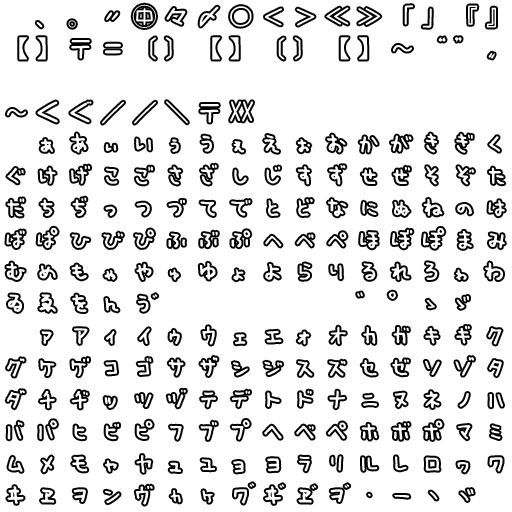 、 。 〃 〄 々 〆 〇 〈 〉 《 》 「 」 『 』
【 】 〒 〓 〔 〕 〖 〗 〘 〙 〚 〛 〜 〝 〞 〟
〰 〱 〲 〳 〴 〵 〶 〷
ぁ あ ぃ い ぅ う ぇ え ぉ お か が き ぎ く
ぐ け げ こ ご さ ざ し じ す ず せ ぜ そ ぞ た
だ ち ぢ っ つ づ て で と ど な に ぬ ね の は
ば ぱ ひ び ぴ ふ ぶ ぷ へ べ ぺ ほ ぼ ぽ ま み
む め も ゃ や ゅ ゆ ょ よ ら り る れ ろ ゎ わ
ゐ ゑ を ん ゔ ゛ ゜ ゝ ゞ
ァ ア ィ イ ゥ ウ ェ エ ォ オ カ ガ キ ギ ク
グ ケ ゲ コ ゴ サ ザ シ ジ ス ズ セ ゼ ソ ゾ タ
ダ チ ヂ ッ ツ ヅ テ デ ト ド ナ ニ ヌ ネ ノ ハ
バ パ ヒ ビ ピ フ ブ プ ヘ ベ ペ ホ ボ ポ マ ミ
ム メ モ ャ ヤ ュ ユ ョ ヨ ラ リ ル レ ロ ヮ ワ
ヰ ヱ ヲ ン ヴ ヵ ヶ ヷ ヸ ヹ ヺ ・ ー ヽ ヾ